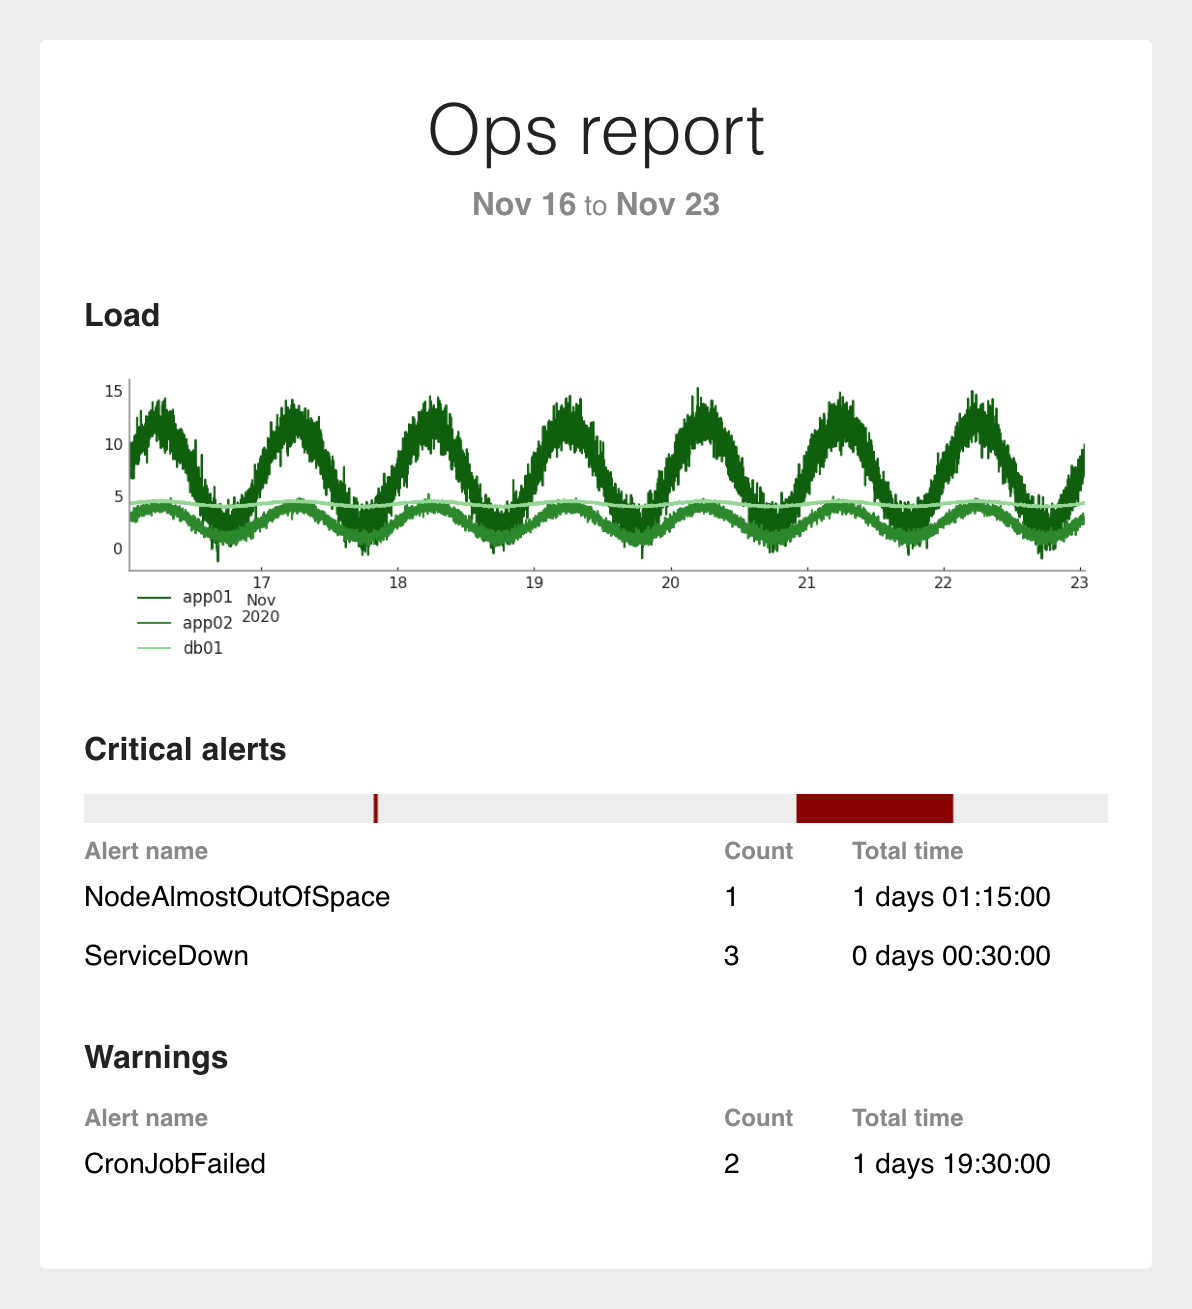 Ops report
Nov 16 to Nov 23
Load
15
10
5
0
17 18 19 20 21 22 23
Nov
2020
app01
app02
db01
Critical alerts
Alert name Count Total time
NodeAlmostOutOfSpace 1 1 days 01:15:00
ServiceDown 3 0 days 00:30:00
Warnings
Alert name Count Total time
CronJobFailed 2 1 days 19:30:00